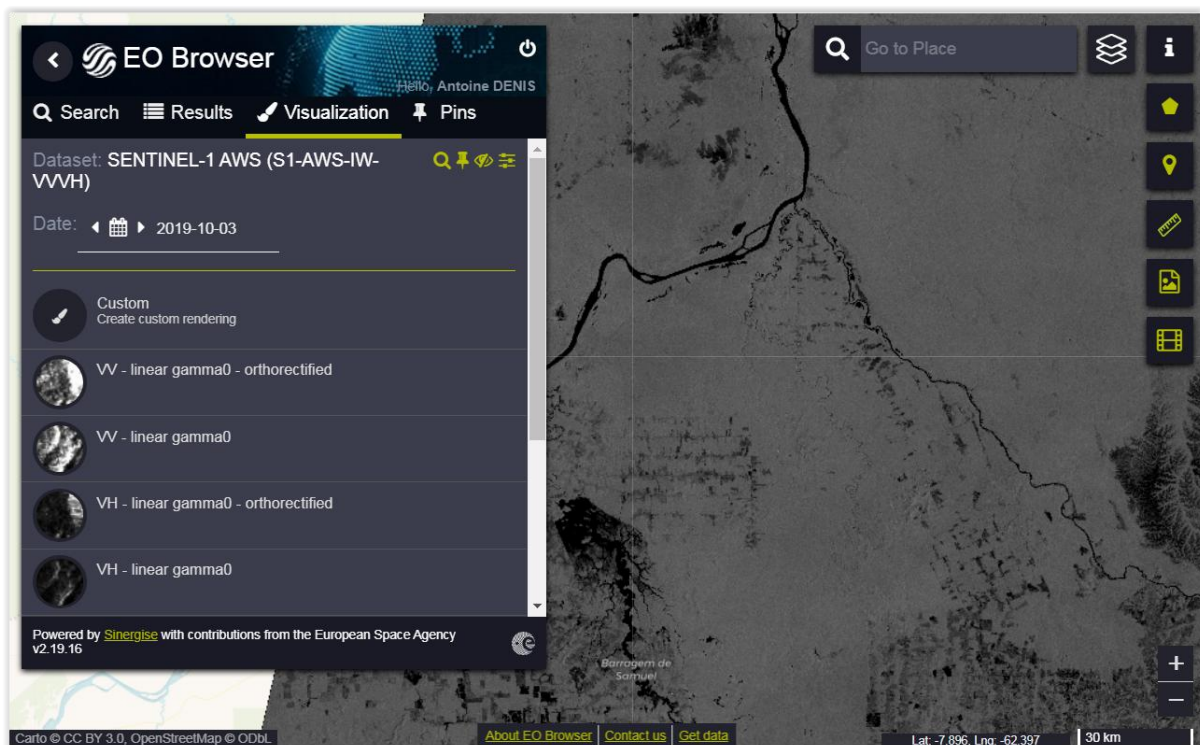 EO Browser
Hello, Antoine DENIS
Search Results Visualization Pins
Dataset: SENTINEL-1 AWS (S1-AWS-IW-
VVVH)
Date: 2019-10-03
Custom
Create custom rendering
VV - linear gamma0 - orthorectified
VV - linear gamma0
VH - linear gamma0 - orthorectified
VH - linear gamma0
Powered by Sinergise with contributions from the European Space Agency
v2.19.16
Go to Place
Barragem de
Samuel
Carto © CC BY 3.0, OpenStreetMap © ODbL
About EO Browser Contact us Get data
Lat: -7.896, Lng: -62.397
30 km